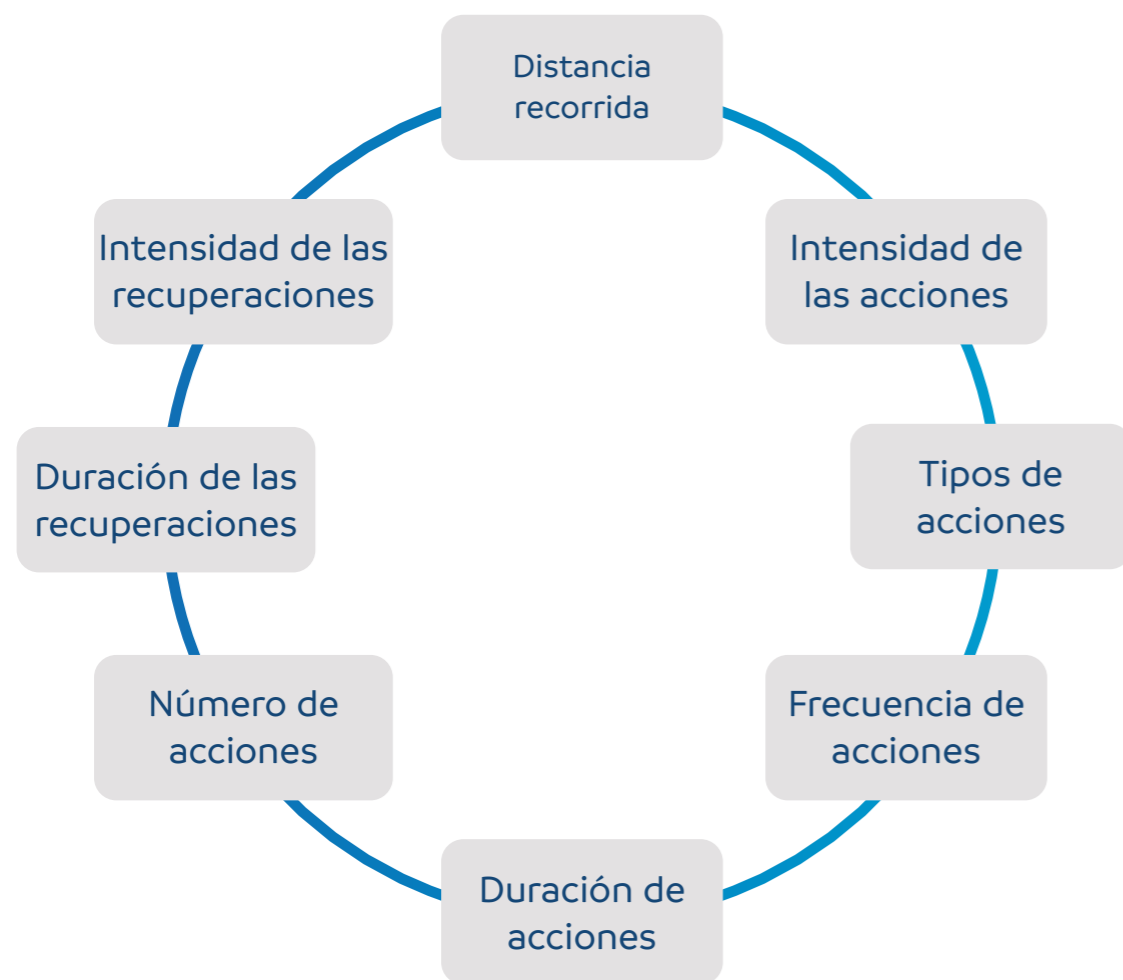 Distancia
recorrida
Intensidad de
las acciones
Tipos de
acciones
Frecuencia de
acciones
Duración de
acciones
Número de
acciones
Duración de las
recuperaciones
Intensidad de las
recuperaciones